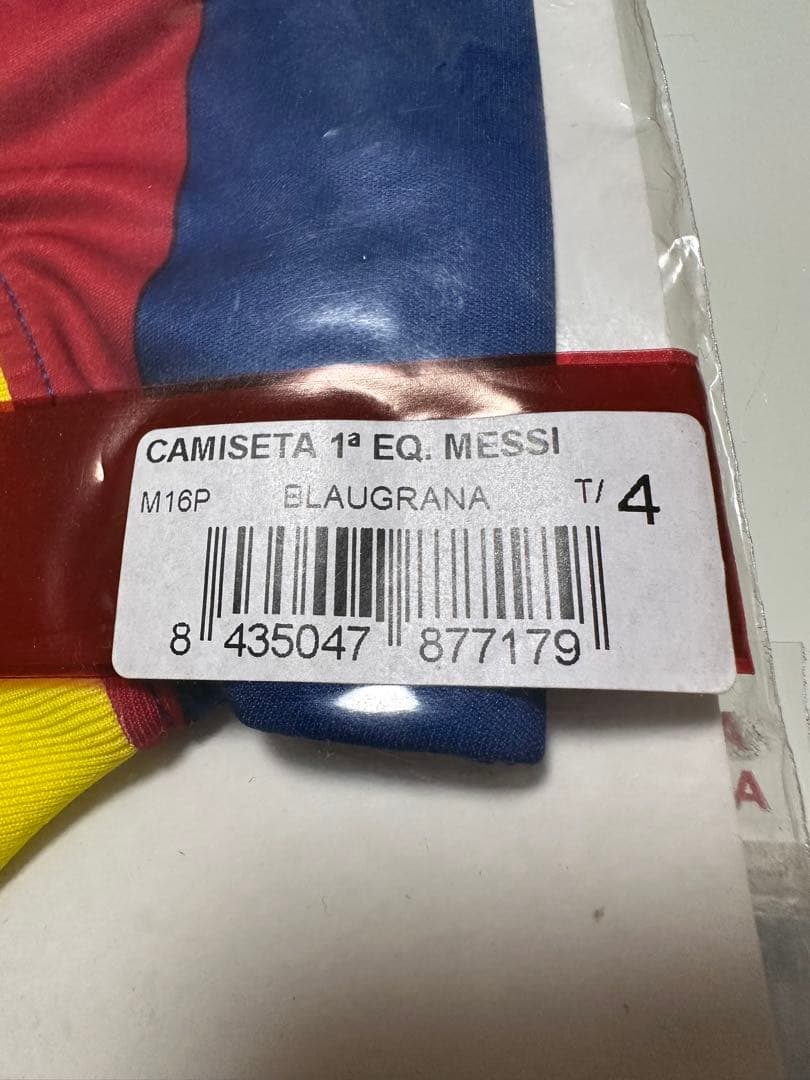 CAMISETA 1ª EQ. MESSI
M16P BLAUGRANA T/ 4
8 435047 877179
A